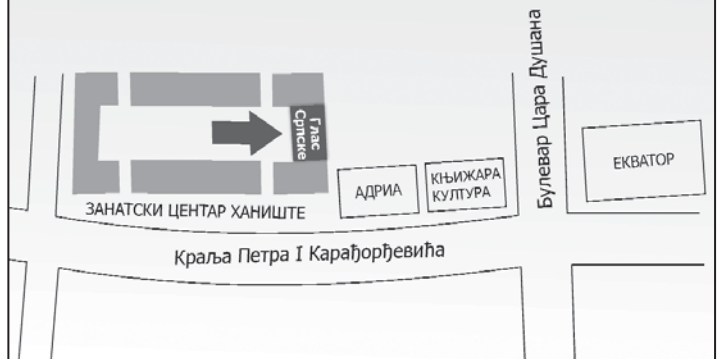 Булевар Цара Душана
Глас
Српске
ЕКВАТОР
АДРИА
КЊИЖАРА
КУЛТУРА
ЗАНАТСКИ ЦЕНТАР ХАНИШТЕ
Краља Петра I Карађорђевића